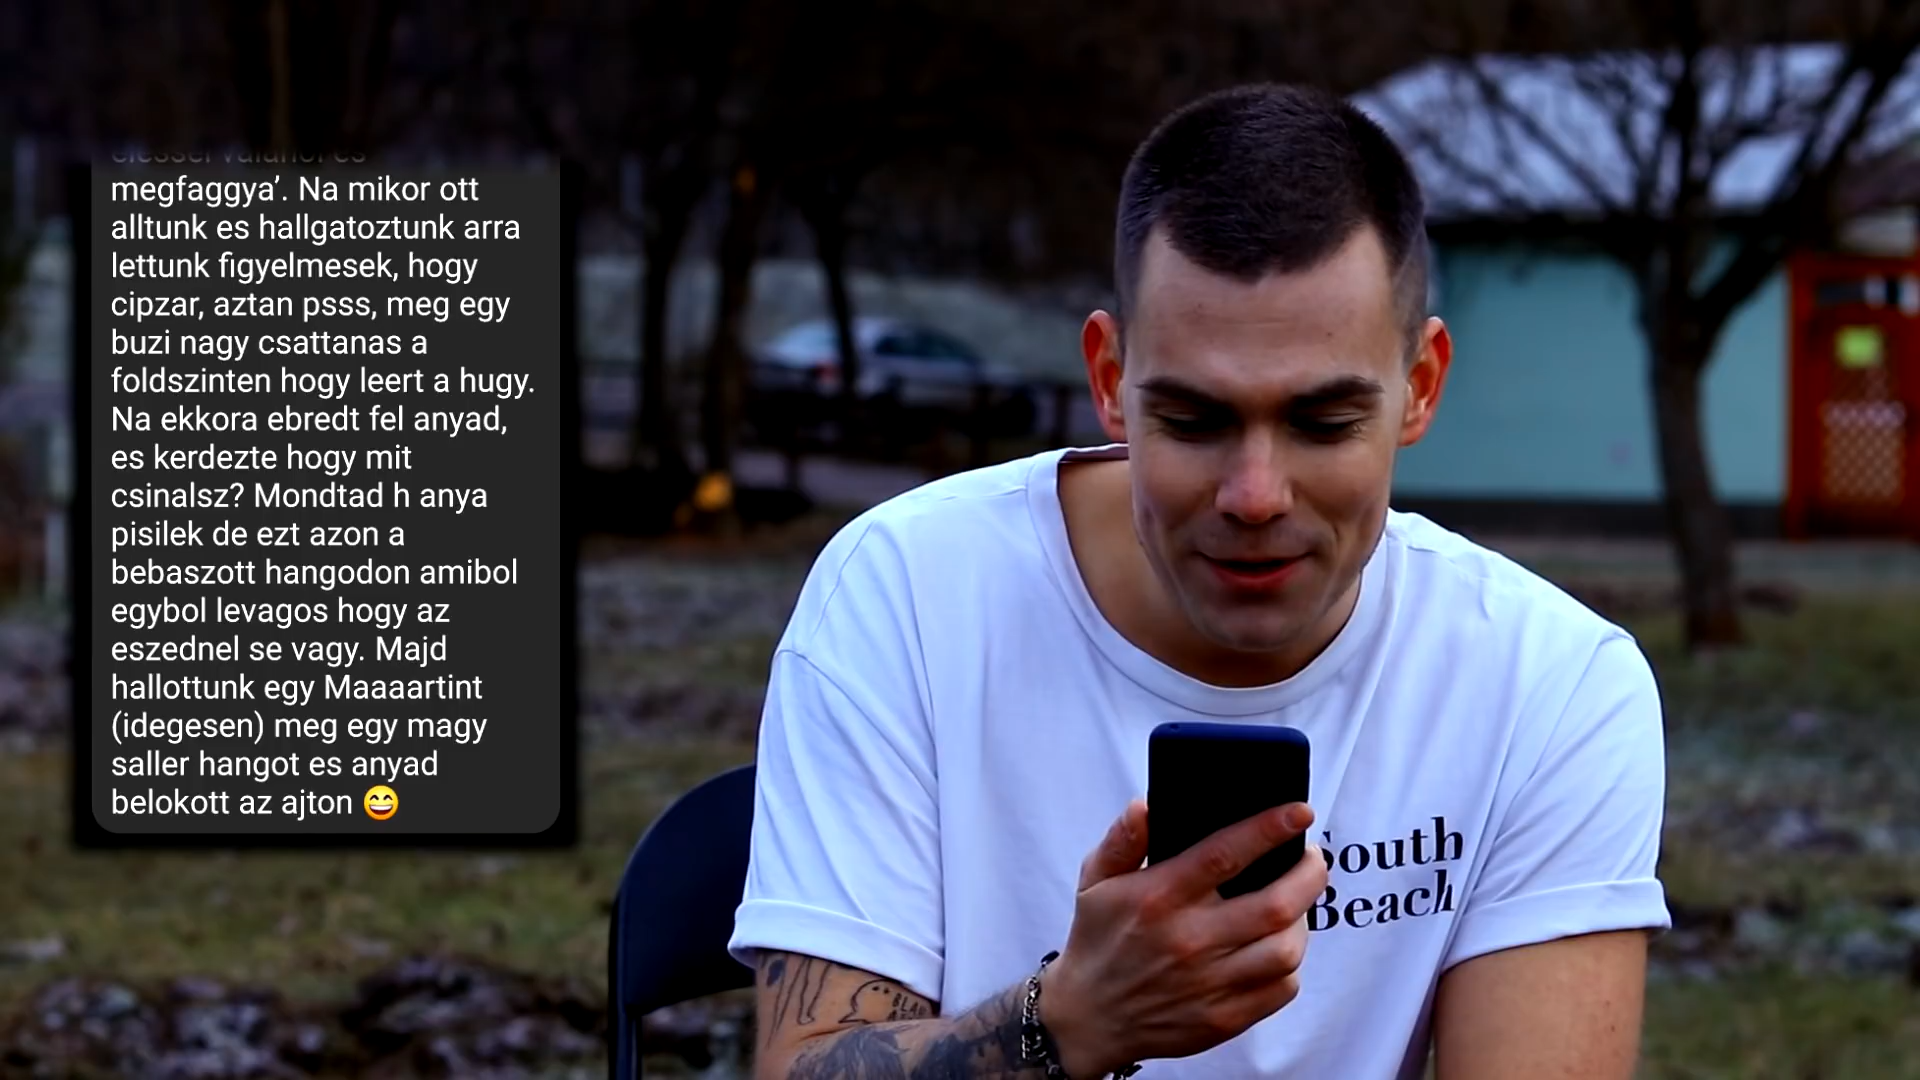 megfaggya’. Na mikor ott
alltunk es hallgatoztunk arra
lettunk figyelmesek, hogy
cipzar, aztan psss, meg egy
buzi nagy csattanas a
foldszinten hogy leert a hugy.
Na ekkora ebredt fel anyad,
es kerdezte hogy mit
csinalsz? Mondtad h anya
pisilek de ezt azon a
bebaszott hangodon amibol
egybol levagos hogy az
eszednel se vagy. Majd
hallottunk egy Maaaartint
(idegesen) meg egy magy
saller hangot es anyad
belokott az ajton 😄
South
Beach